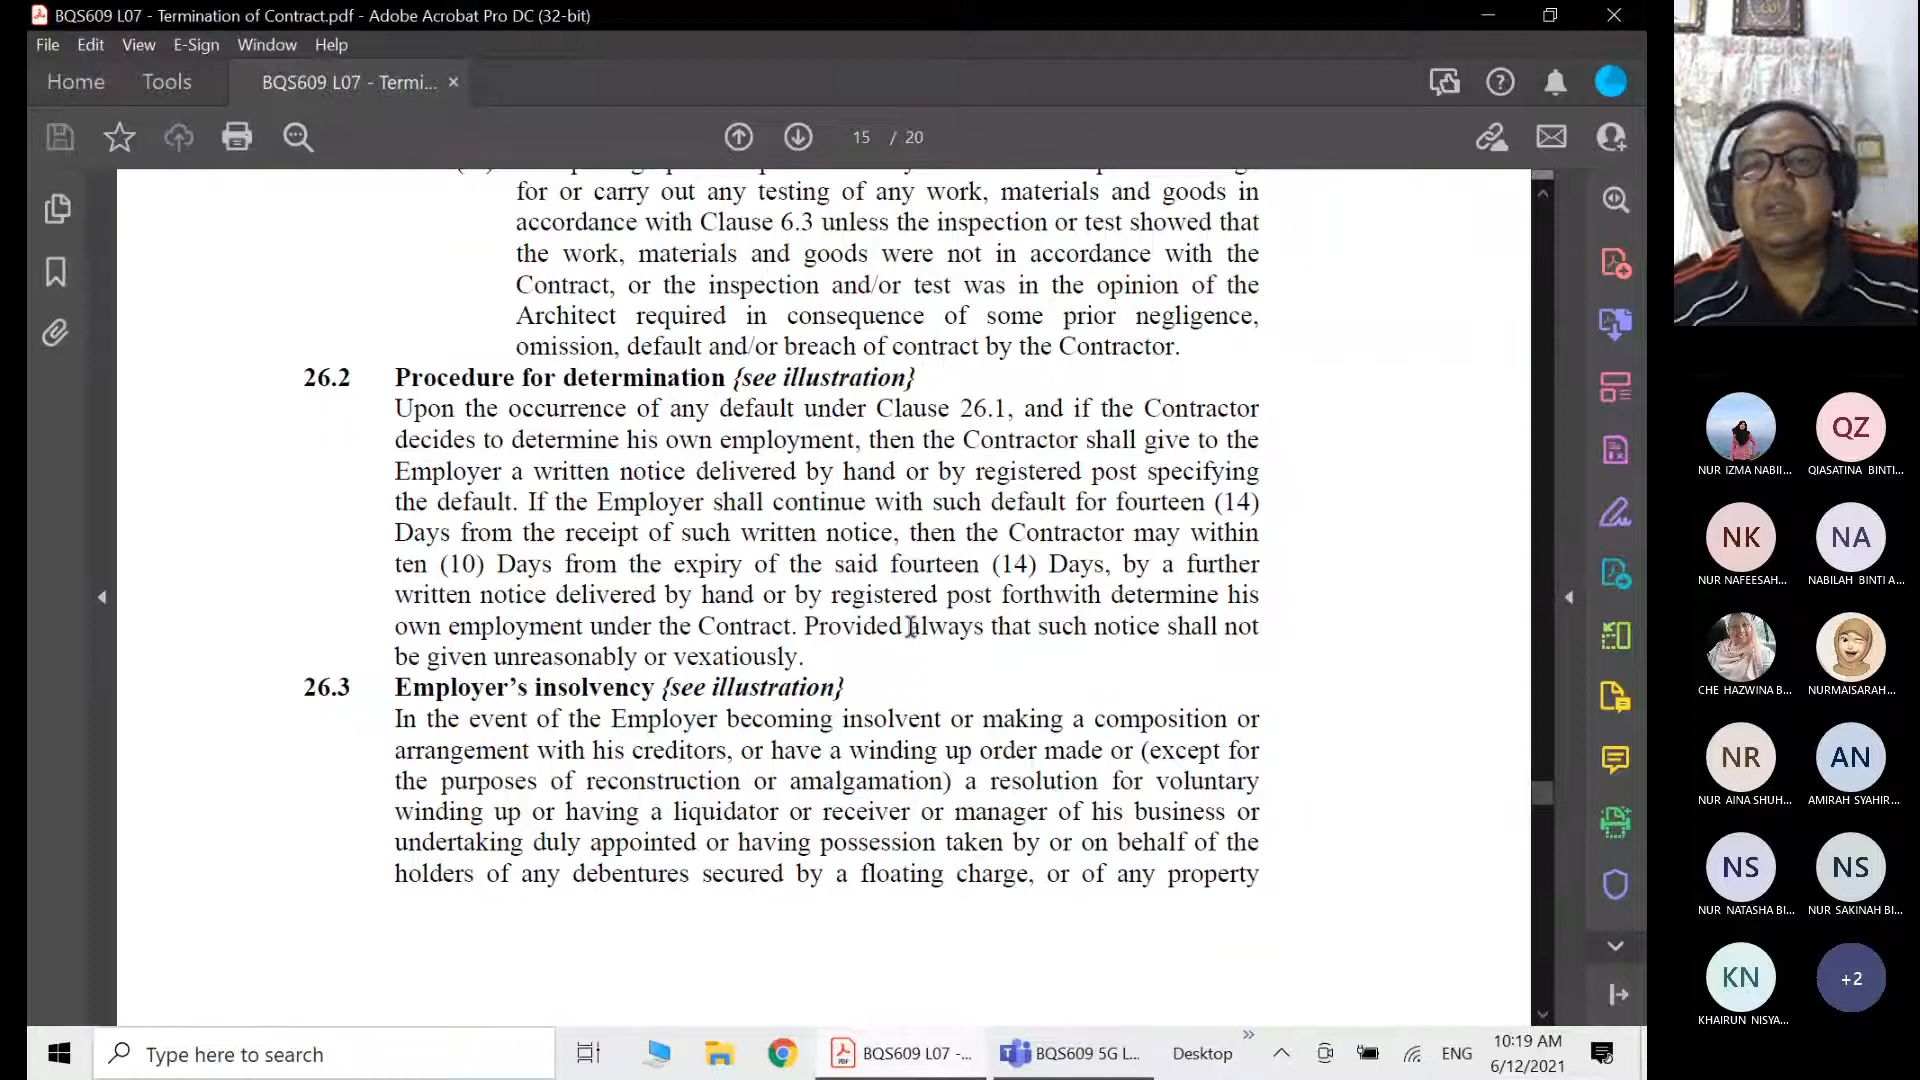 BQS609 L07 - Termination of Contract.pdf - Adobe Acrobat Pro DC (32-bit)
File Edit View E-Sign Window Help
Home Tools BQS609 L07 - Termi... ×
15 / 20
for or carry out any testing of any work, materials and goods in
accordance with Clause 6.3 unless the inspection or test showed that
the work, materials and goods were not in accordance with the
Contract, or the inspection and/or test was in the opinion of the
Architect required in consequence of some prior negligence,
omission, default and/or breach of contract by the Contractor.
26.2 Procedure for determination {see illustration}
Upon the occurrence of any default under Clause 26.1, and if the Contractor
decides to determine his own employment, then the Contractor shall give to the
Employer a written notice delivered by hand or by registered post specifying
the default. If the Employer shall continue with such default for fourteen (14)
Days from the receipt of such written notice, then the Contractor may within
ten (10) Days from the expiry of the said fourteen (14) Days, by a further
written notice delivered by hand or by registered post forthwith determine his
own employment under the Contract. Provided always that such notice shall not
be given unreasonably or vexatiously.
26.3 Employer's insolvency {see illustration}
In the event of the Employer becoming insolvent or making a composition or
arrangement with his creditors, or have a winding up order made or (except for
the purposes of reconstruction or amalgamation) a resolution for voluntary
winding up or having a liquidator or receiver or manager of his business or
undertaking duly appointed or having possession taken by or on behalf of the
holders of any debentures secured by a floating charge, or of any property
QZ
NUR IZMA NABII... QIASATINA BINTI...
NK NA
NUR NAFEESAH... NABILAH BINTI A...
CHE HAZWINA B... NURMAISARAH...
NR AN
NUR AINA SHUH... AMIRAH SYAHIR...
NS NS
NUR NATASHA BI... NUR SAKINAH BI...
KN +2
KHAIRUN NISYA...
Type here to search BQS609 L07 -... BQS609 5G L... Desktop ENG 10:19 AM
6/12/2021